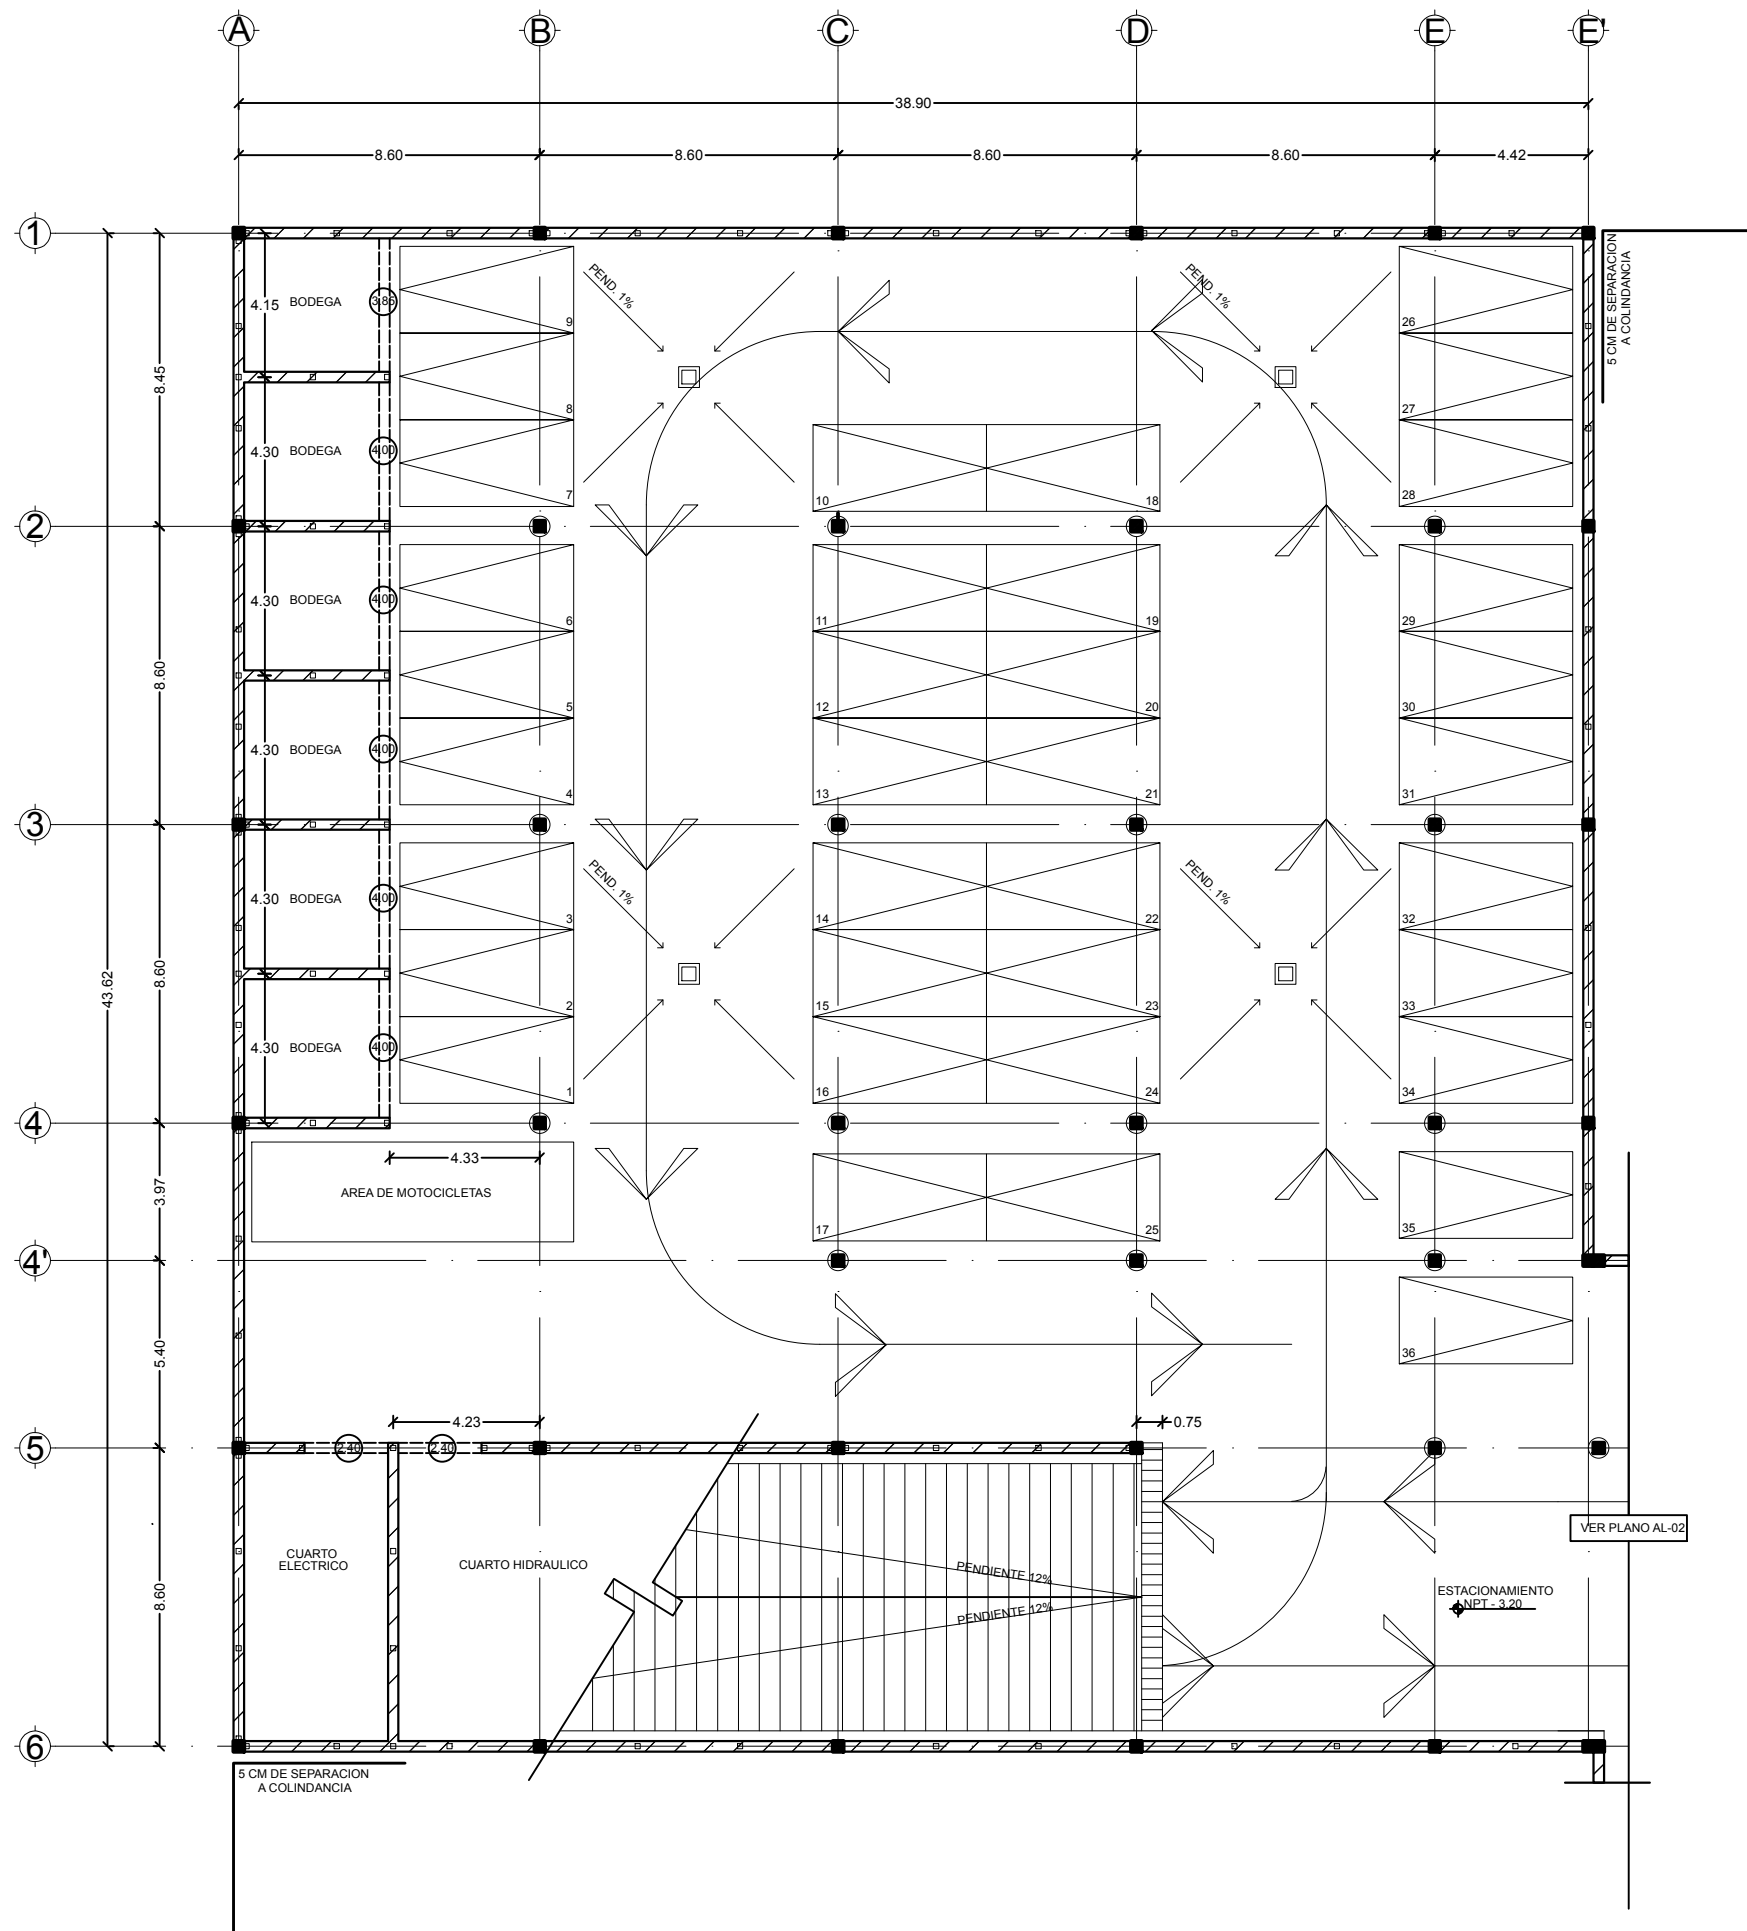 A
B
C
D
E
E'
38.90
8.60
8.60
8.60
8.60
4.42
1
5 CM DE SEPARACION
A COLINDANCIA
4.15
BODEGA
3.85
9
PEND. 1%
PEND. 1%
26
8.45
8
27
4.30
BODEGA
4.00
7
10
18
28
2
4.30
BODEGA
4.00
6
11
19
29
8.60
5
12
20
30
4.30
BODEGA
4.00
4
13
21
31
3
PEND. 1%
PEND. 1%
4.30
BODEGA
4.00
3
14
22
32
43.62
8.60
2
15
23
33
4.30
BODEGA
4.00
1
16
24
34
4
4.33
3.97
AREA DE MOTOCICLETAS
17
25
35
4'
5.40
36
4.23
0.75
5
2.40
2.40
VER PLANO AL-02
CUARTO
ELECTRICO
CUARTO HIDRAULICO
PENDIENTE 12%
PENDIENTE 12%
ESTACIONAMIENTO
NPT - 3.20
8.60
6
5 CM DE SEPARACION
A COLINDANCIA